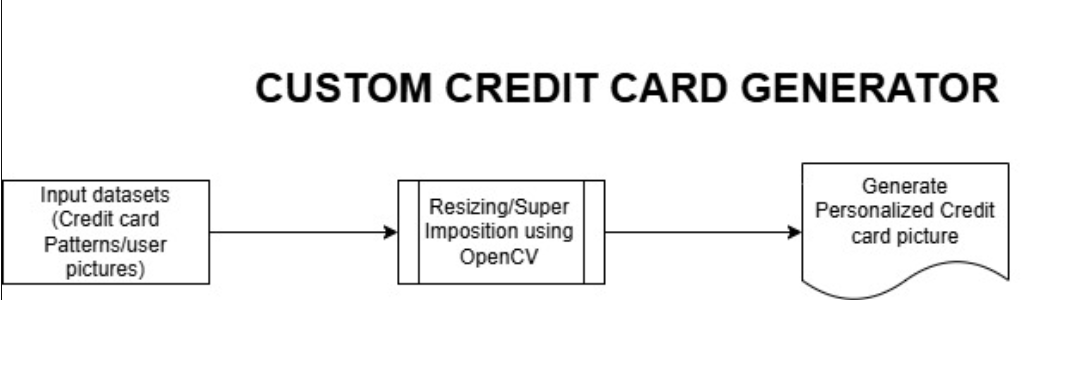 CUSTOM CREDIT CARD GENERATOR
Input datasets
(Credit card
Patterns/user
pictures)
Resizing/Super
Imposition using
OpenCV
Generate
Personalized Credit
card picture